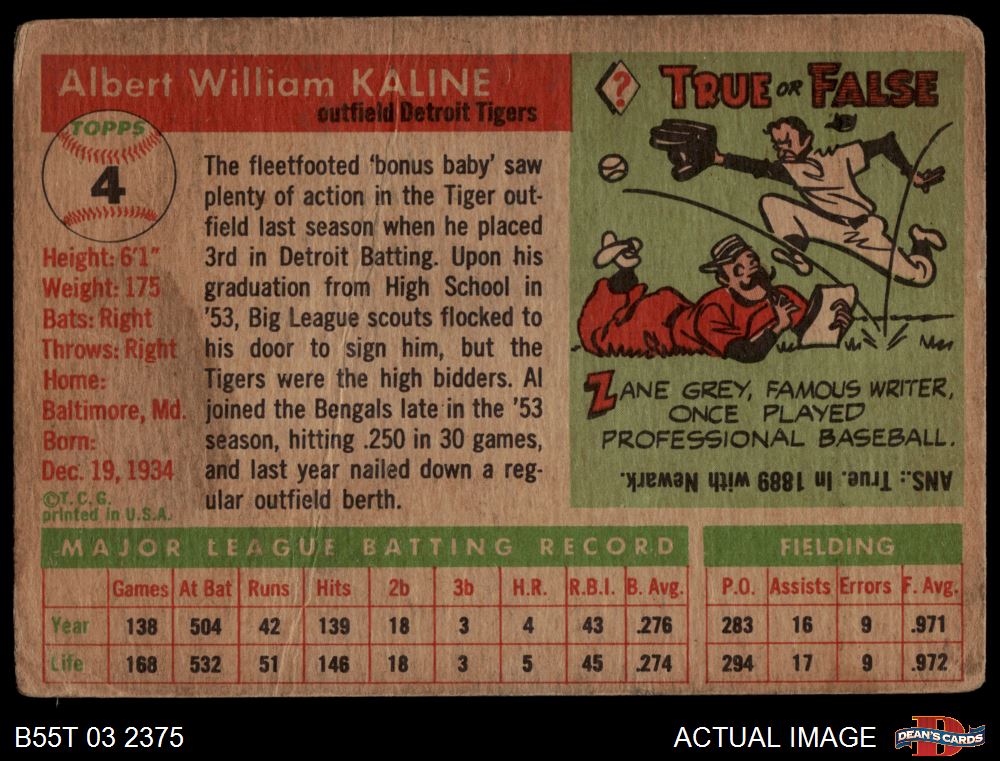 Albert William KALINE
outfield Detroit Tigers
TOPPS
4
Height: 6'1"
Weight: 175
Bats: Right
Throws: Right
Home:
Baltimore, Md.
Born:
Dec. 19, 1934
©T.C.G.
printed in U.S.A.
The fleetfooted 'bonus baby' saw
plenty of action in the Tiger out-
field last season when he placed
3rd in Detroit Batting. Upon his
graduation from High School in
'53, Big League scouts flocked to
his door to sign him, but the
Tigers were the high bidders. Al
joined the Bengals late in the '53
season, hitting .250 in 30 games,
and last year nailed down a reg-
ular outfield berth.
?
TRUE OR FALSE
ZANE GREY, FAMOUS WRITER,
ONCE PLAYED
PROFESSIONAL BASEBALL.
ANS.: True. In 1889 with Newark.
MAJOR LEAGUE BATTING RECORD FIELDING
Games At Bat Runs Hits 2b 3b H.R. R.B.I. B. Avg. P.O. Assists Errors F. Avg.
Year 138 504 42 139 18 3 4 43 .276 283 16 9 .971
Life 168 532 51 146 18 3 5 45 .274 294 17 9 .972
B55T 03 2375
ACTUAL IMAGE
D
DEAN'S CARDS